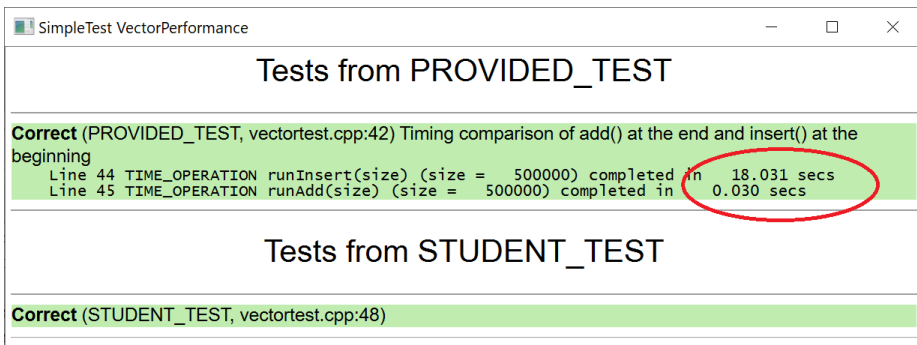 SimpleTest VectorPerformance
Tests from PROVIDED_TEST
Correct (PROVIDED_TEST, vectortest.cpp:42) Timing comparison of add() at the end and insert() at the
beginning
Line 44 TIME_OPERATION runInsert(size) (size =   500000) completed in   18.031 secs
Line 45 TIME_OPERATION runAdd(size) (size =   500000) completed in   0.030 secs
Tests from STUDENT_TEST
Correct (STUDENT_TEST, vectortest.cpp:48)